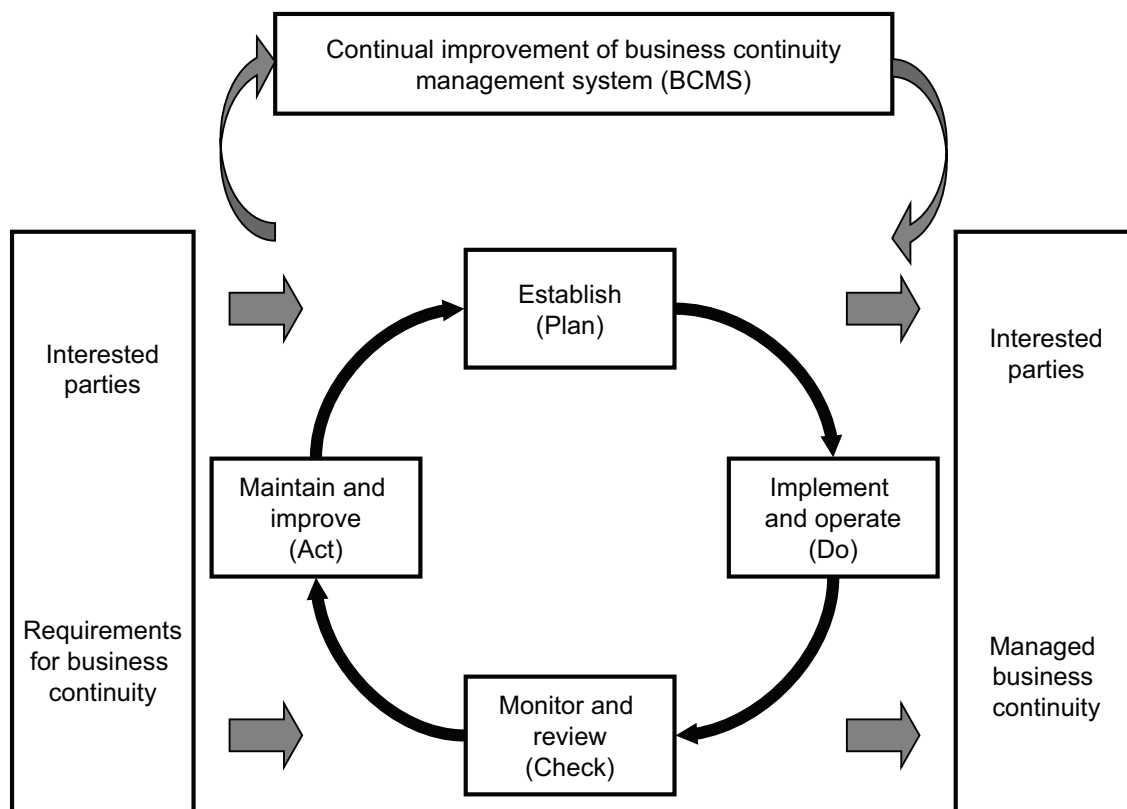 Continual improvement of business continuity
management system (BCMS)
Establish
(Plan)
Interested
parties
Interested
parties
Maintain and
improve
(Act)
Implement
and operate
(Do)
Requirements
for business
continuity
Managed
business
continuity
Monitor and
review
(Check)